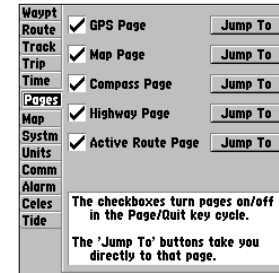 Waypt
Route
Track
Trip
Time
Pages
Map
Systm
Units
Comm
Alarm
Celes
Tide
GPS Page Jump To
Map Page Jump To
Compass Page Jump To
Highway Page Jump To
Active Route Page Jump To
The checkboxes turn pages on/off
in the Page/Quit key cycle.
The 'Jump To' buttons take you
directly to that page.